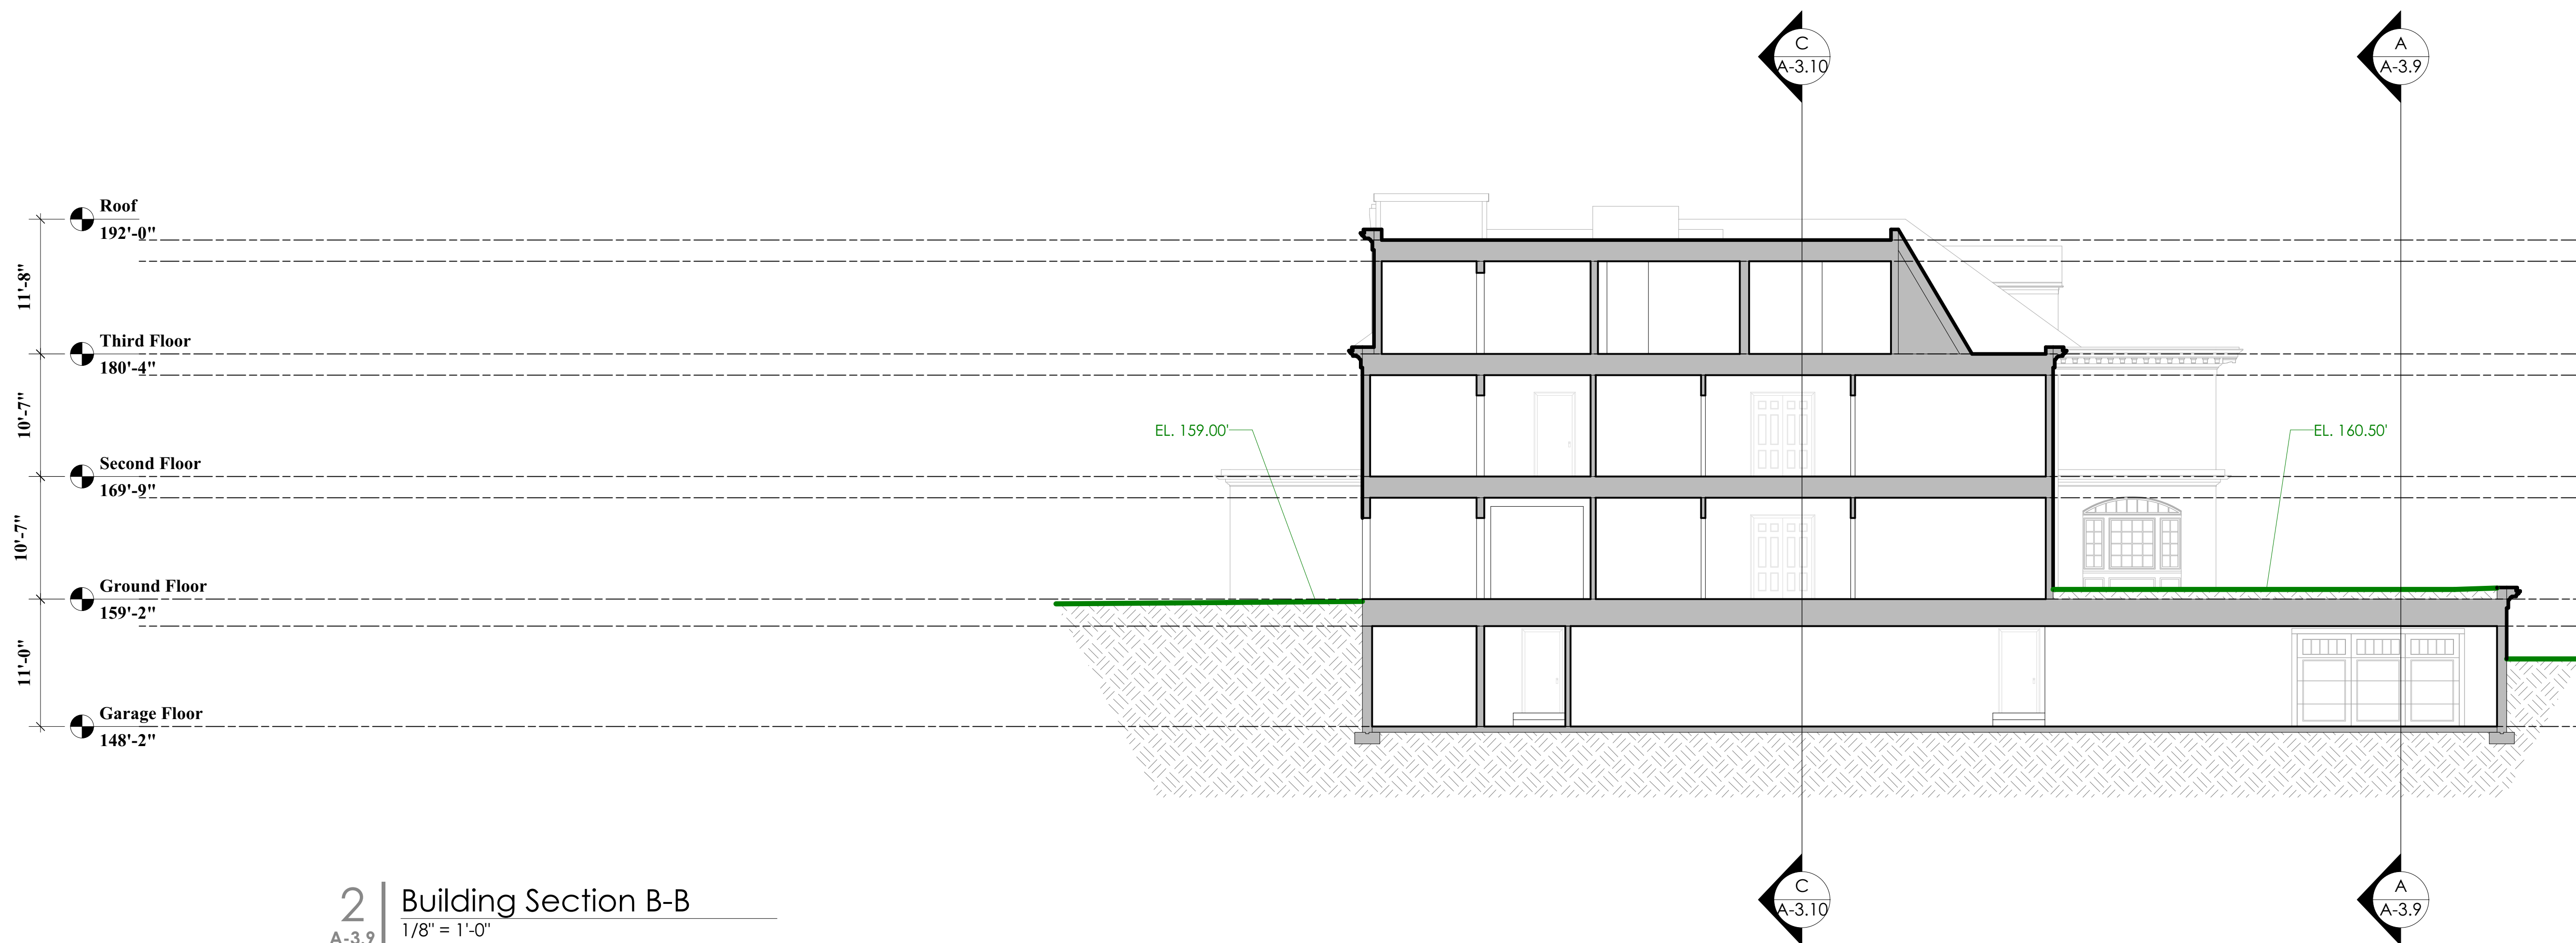 C
A-3.10
A
A-3.9
Roof
192'-0"
11'-8"
Third Floor
180'-4"
10'-7"
EL. 159.00'
EL. 160.50'
Second Floor
169'-9"
10'-7"
Ground Floor
159'-2"
11'-0"
Garage Floor
148'-2"
C
A-3.10
A
A-3.9
2
A-3.9
Building Section B-B
1/8" = 1'-0"